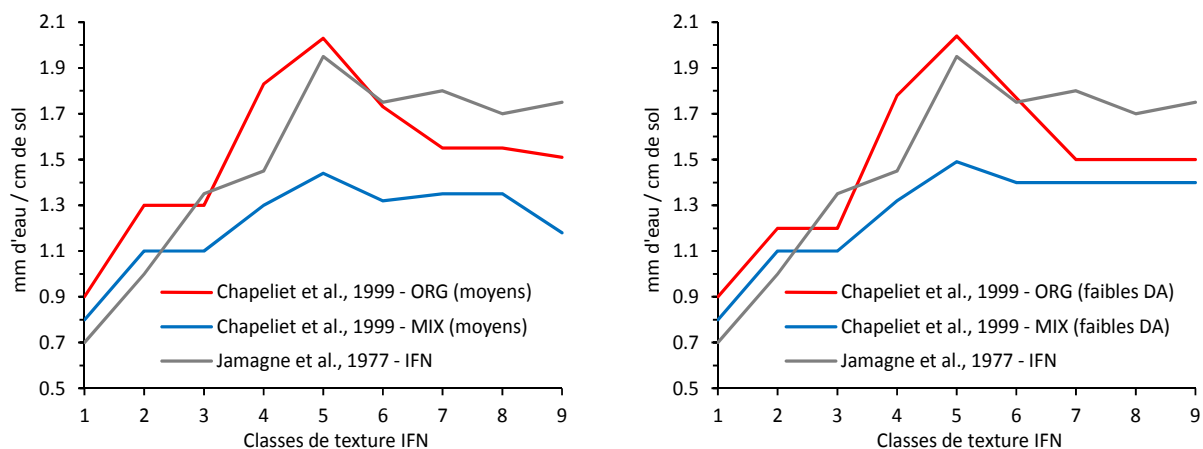 mm d'eau / cm de sol
2.1
1.9
1.7
1.5
1.3
1.1
0.9
0.7
0.5
Chapeliet et al., 1999 - ORG (moyens)
Chapeliet et al., 1999 - MIX (moyens)
Jamagne et al., 1977 - IFN
1 2 3 4 5 6 7 8 9
Classes de texture IFN
mm d'eau / cm de sol
2.1
1.9
1.7
1.5
1.3
1.1
0.9
0.7
0.5
Chapeliet et al., 1999 - ORG (faibles DA)
Chapeliet et al., 1999 - MIX (faibles DA)
Jamagne et al., 1977 - IFN
1 2 3 4 5 6 7 8 9
Classes de texture IFN